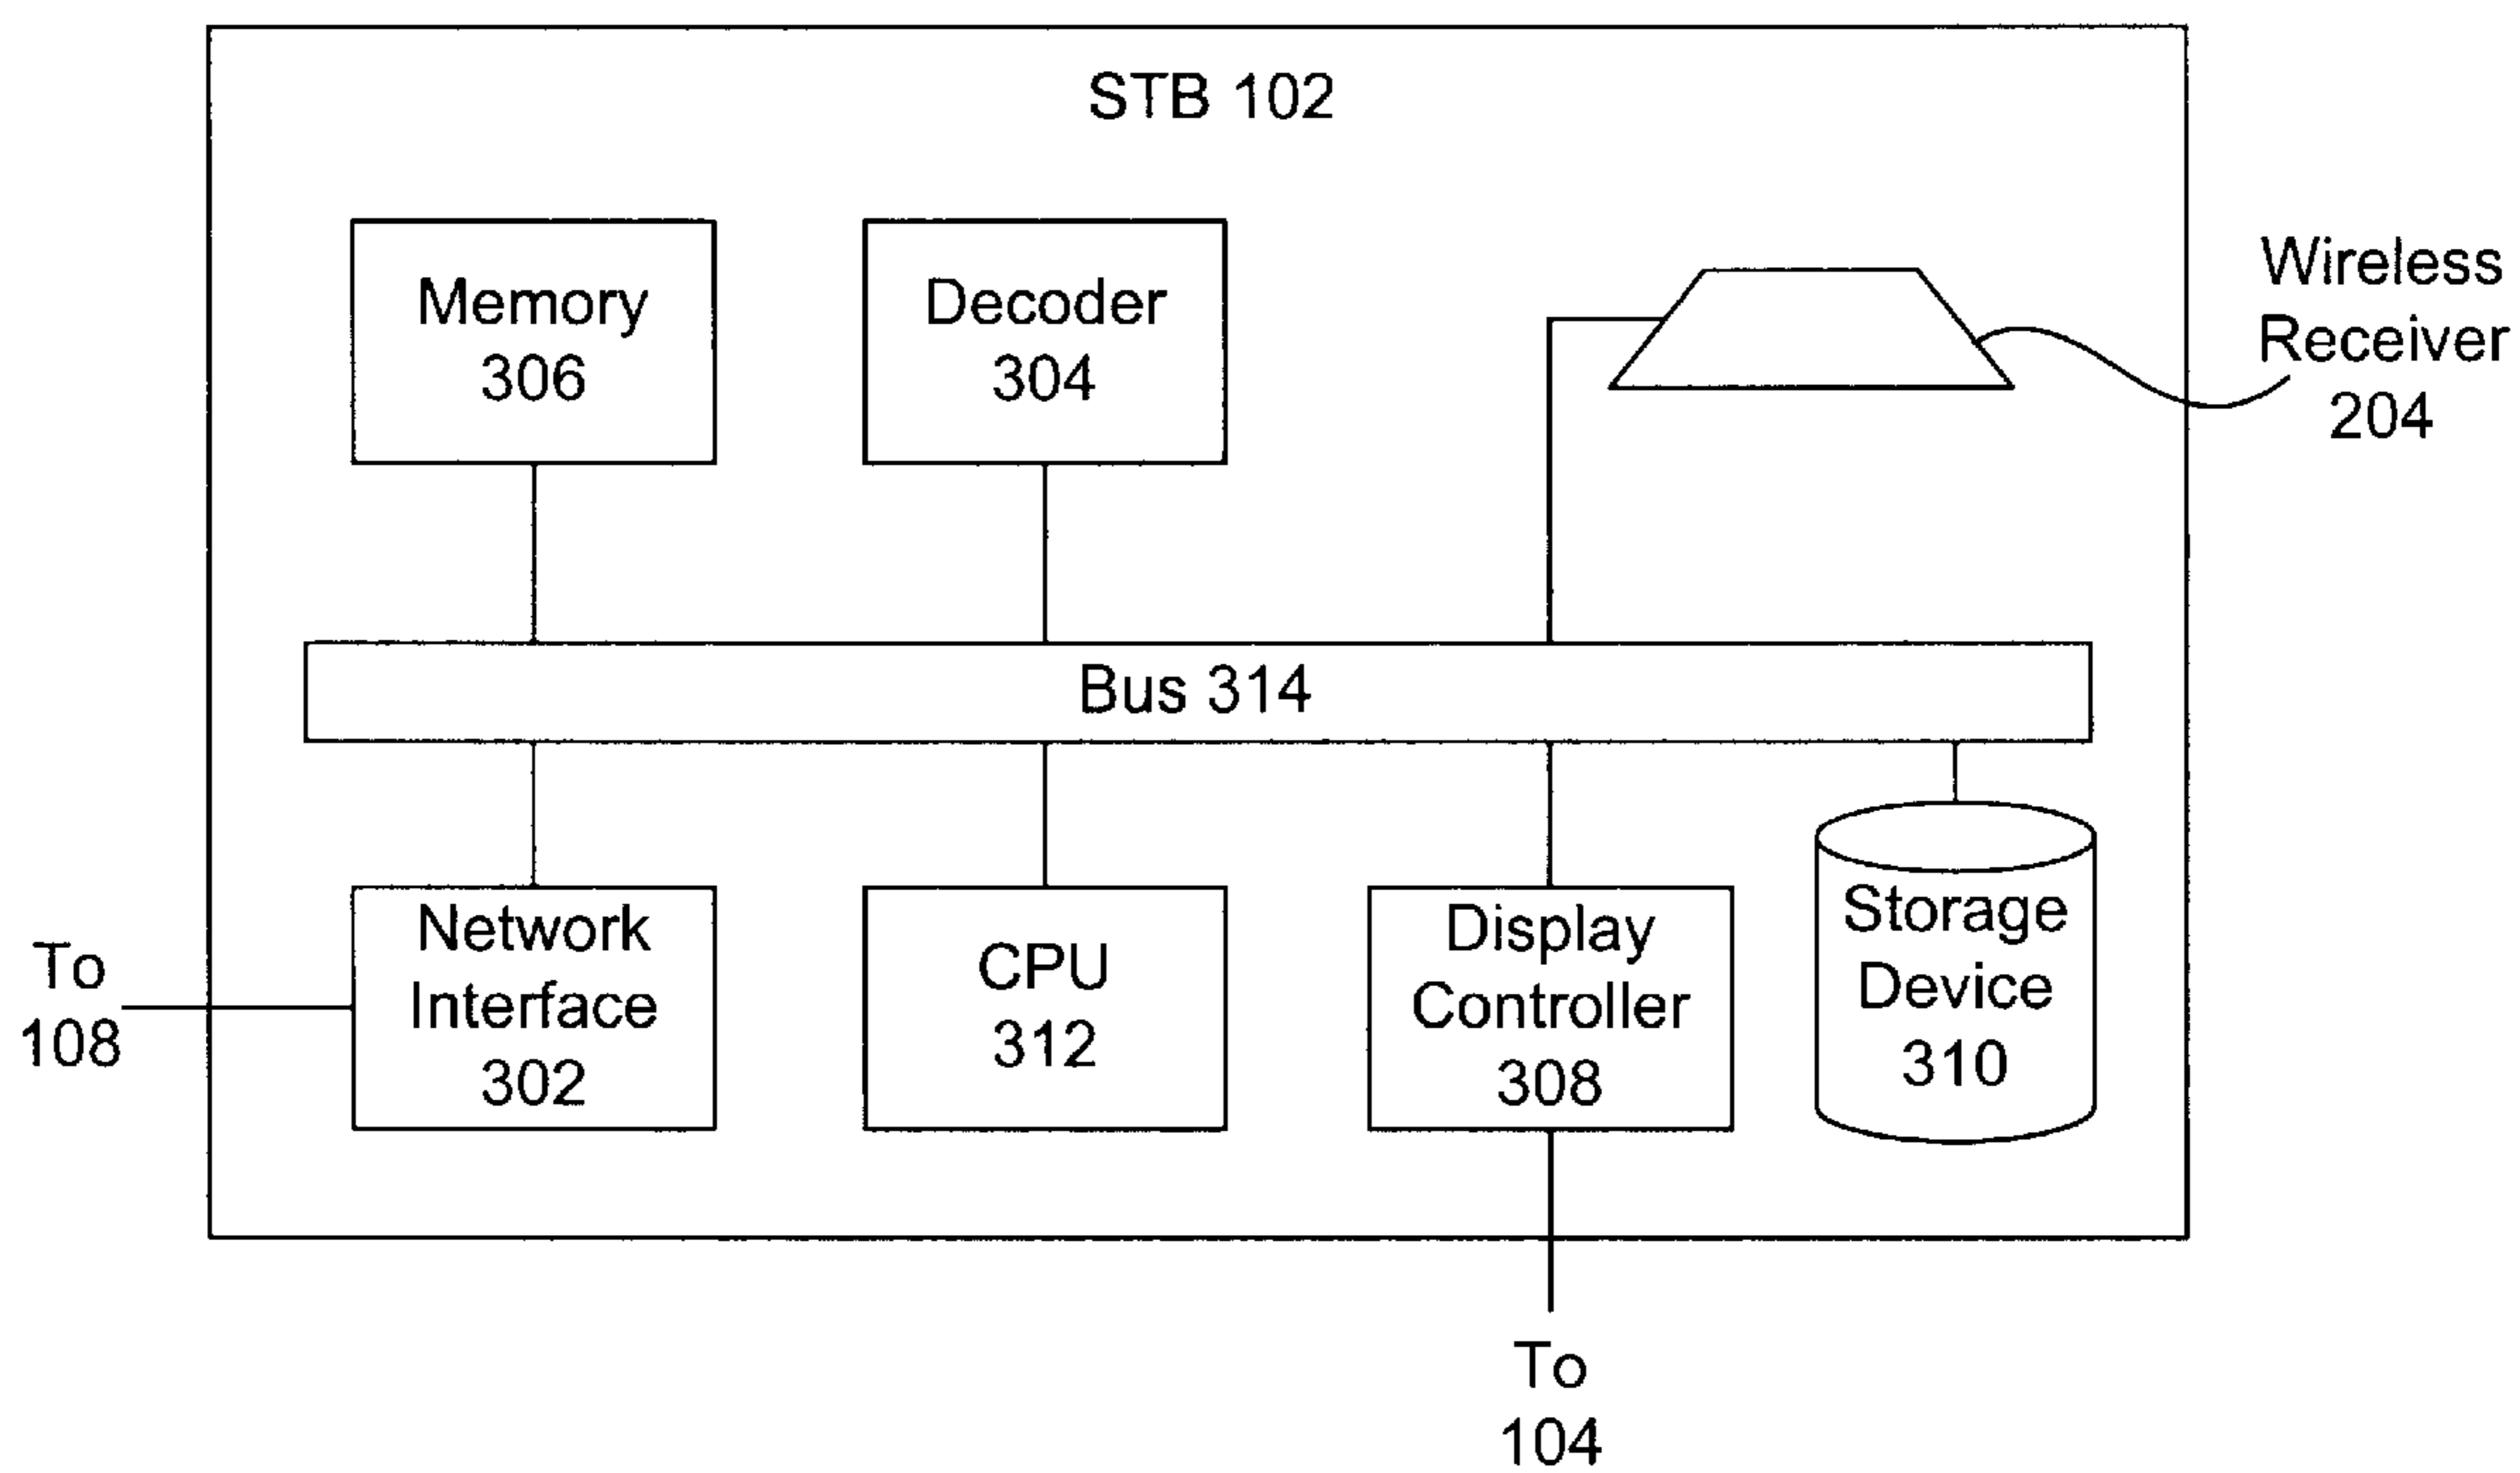 STB 102
Memory
306
Decoder
304
Wireless
Receiver
204
Bus 314
To
108
Network
Interface
302
CPU
312
Display
Controller
308
Storage
Device
310
To
104